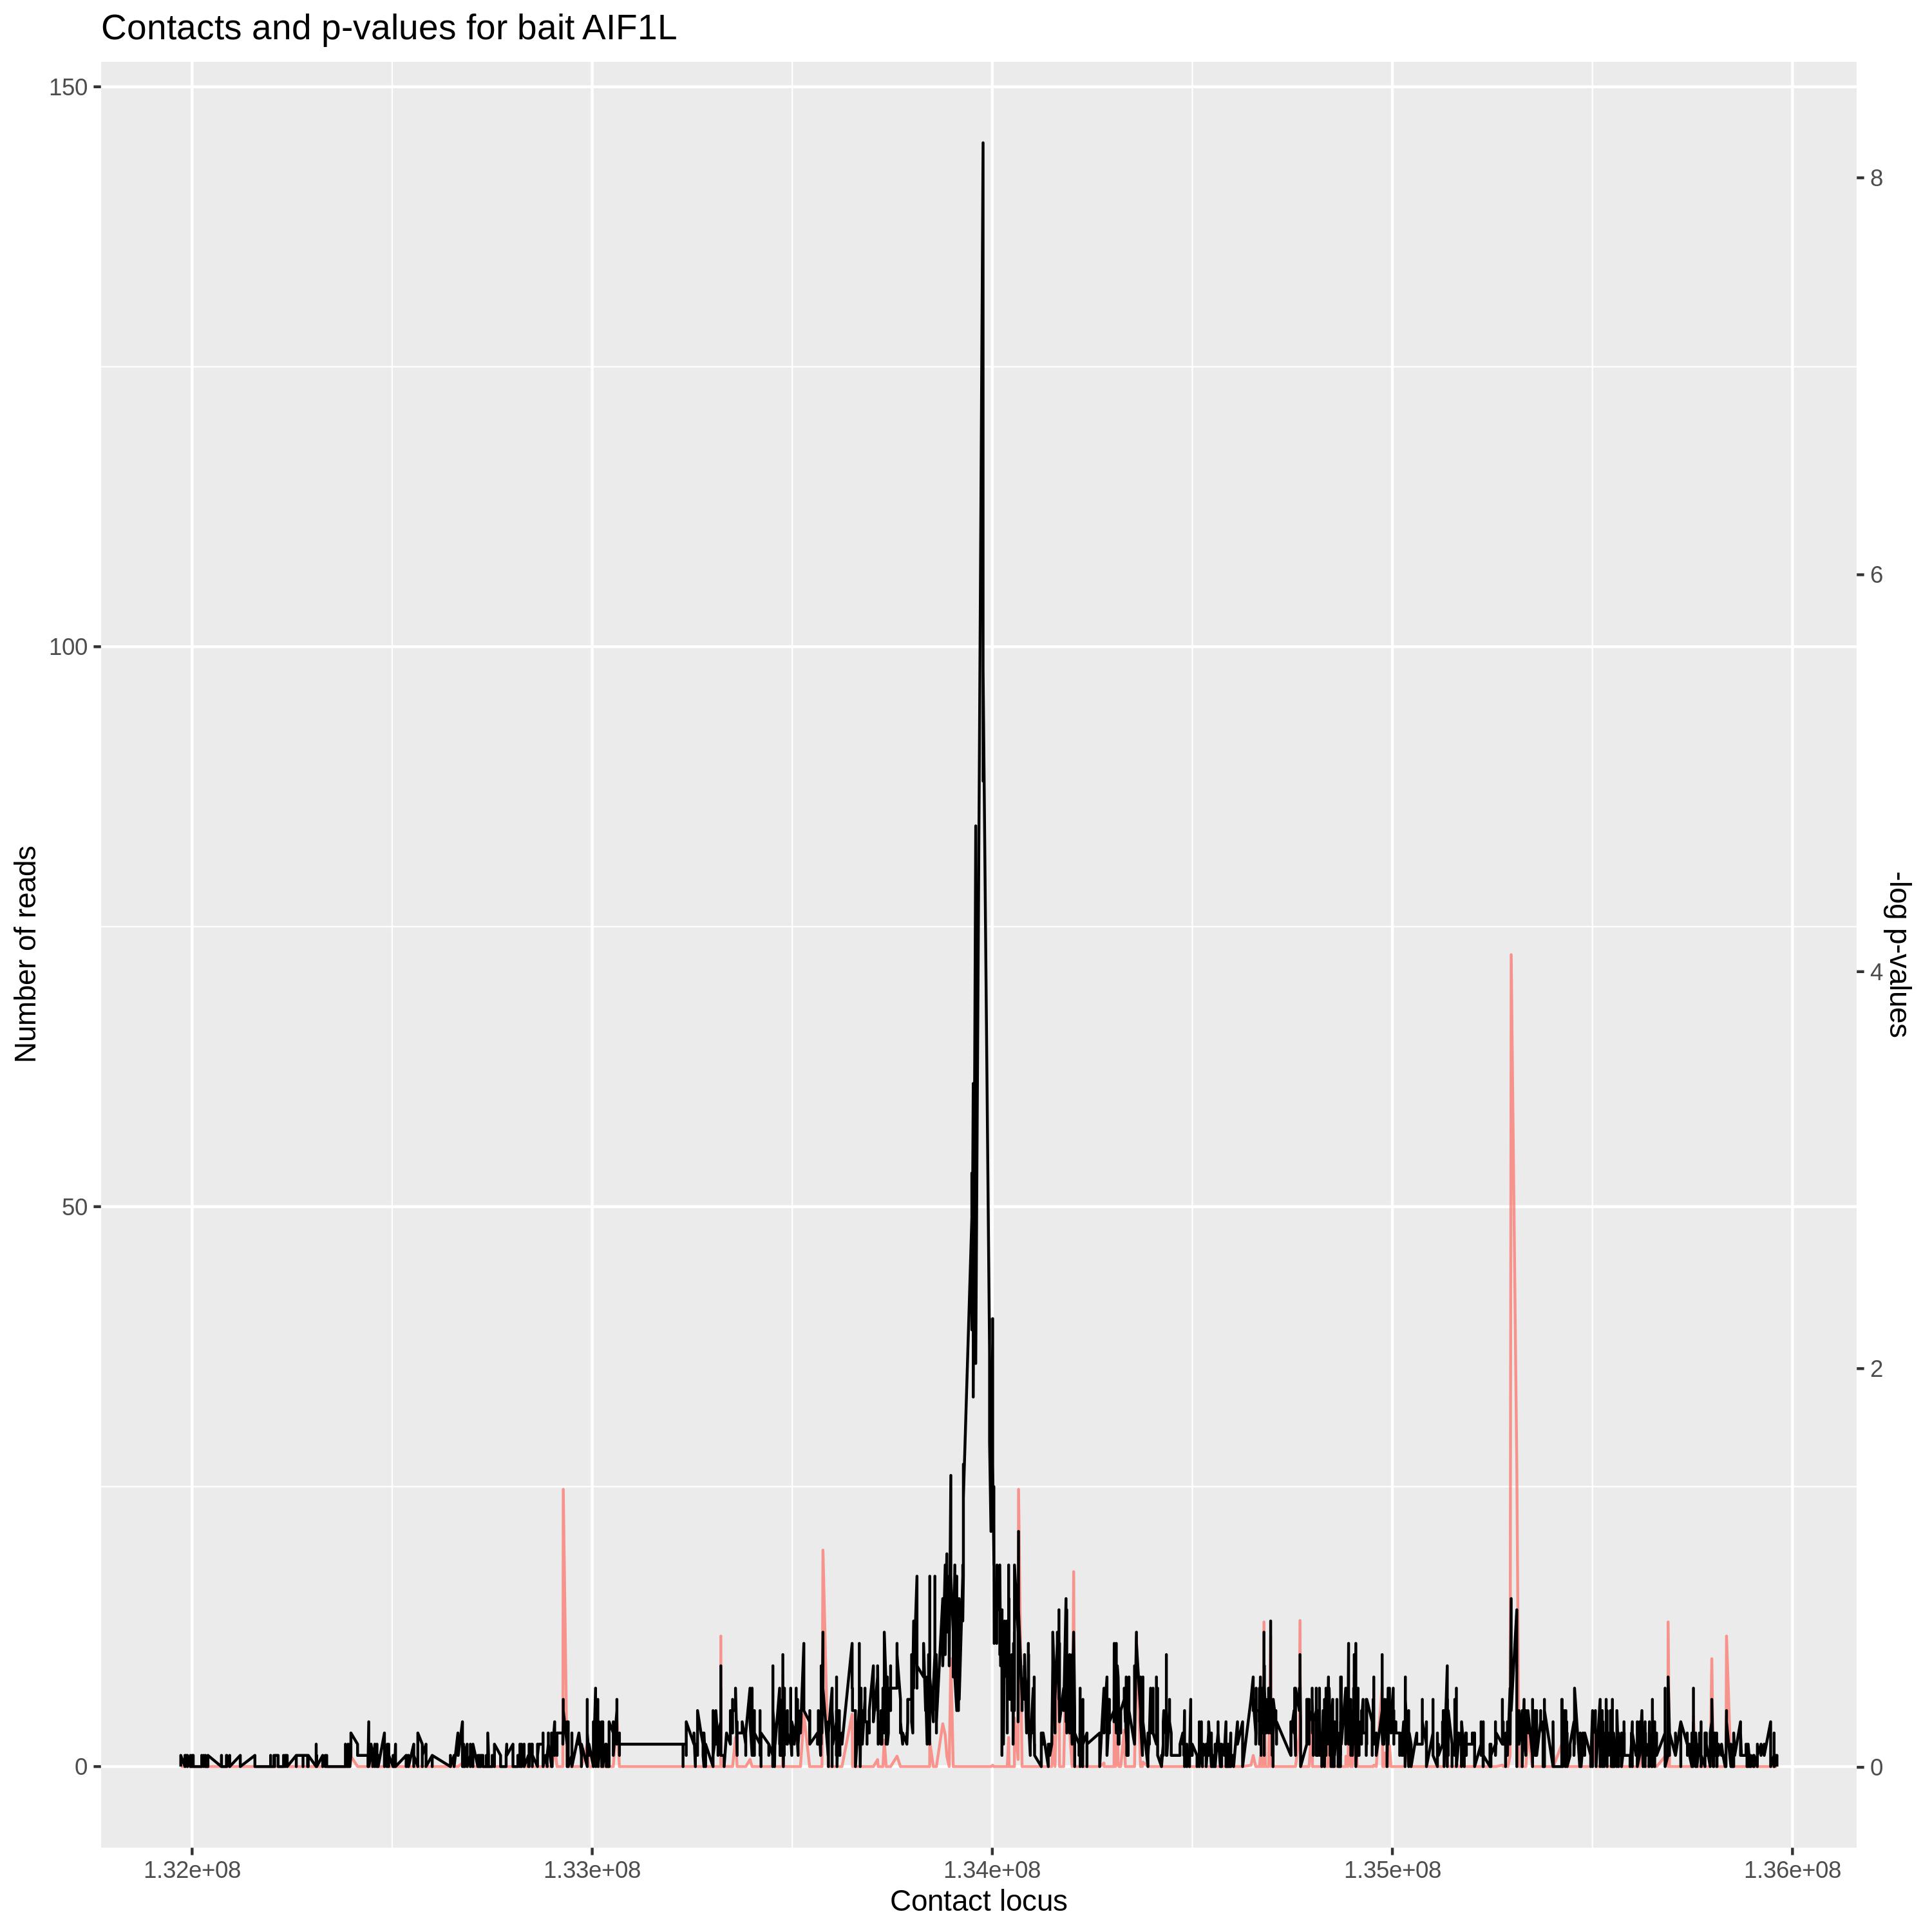 Contacts and p-values for bait AIF1L
150
100
50
0
Number of reads
8
6
4
2
0
-log p-values
1.32e+08
1.33e+08
1.34e+08
1.35e+08
1.36e+08
Contact locus